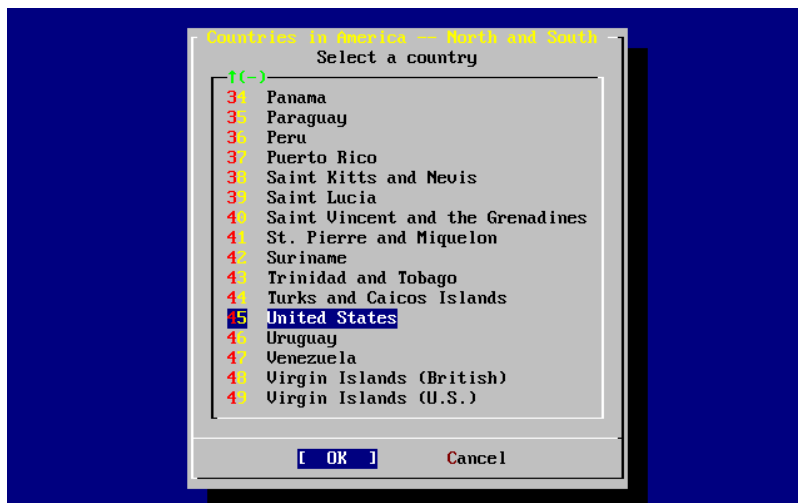 Countries in America -- North and South
Select a country
↑(-)
34 Panama
35 Paraguay
36 Peru
37 Puerto Rico
38 Saint Kitts and Nevis
39 Saint Lucia
40 Saint Vincent and the Grenadines
41 St. Pierre and Miquelon
42 Suriname
43 Trinidad and Tobago
44 Turks and Caicos Islands
45 United States
46 Uruguay
47 Venezuela
48 Virgin Islands (British)
49 Virgin Islands (U.S.)
[ OK ] Cancel